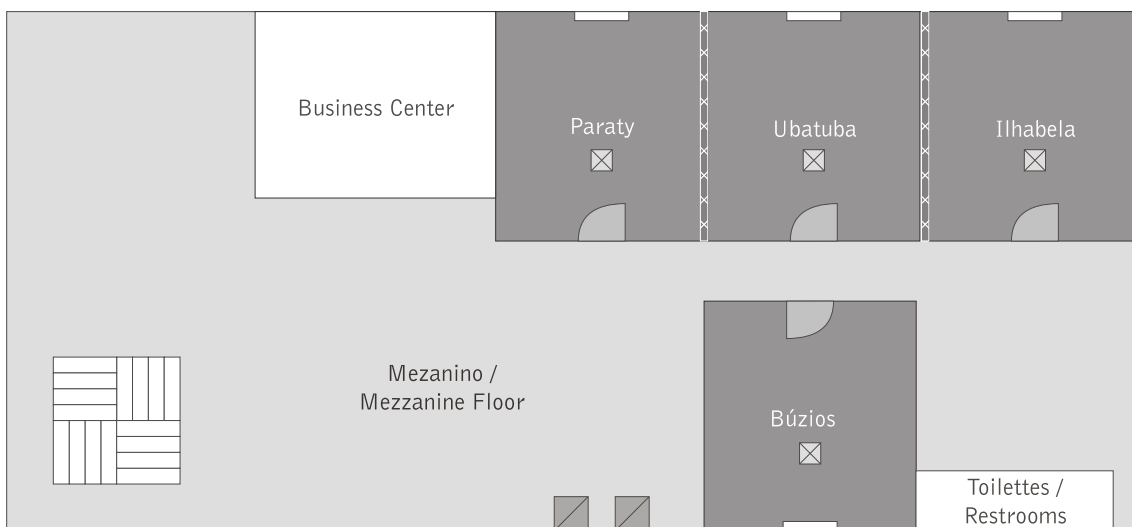 Business Center
Paraty
Ubatuba
Ilhabela
Mezanino /
Mezzanine Floor
Búzios
Toilettes /
Restrooms